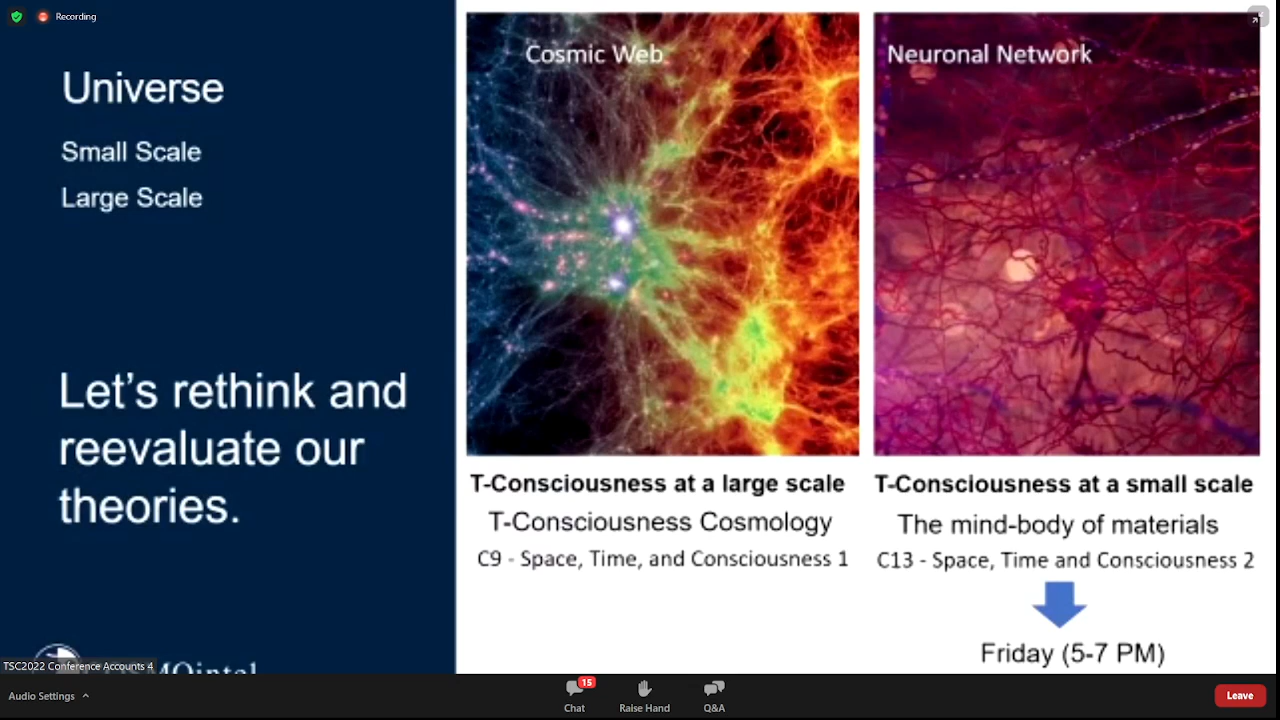 Recording
Universe
Small Scale
Large Scale
Let's rethink and
reevaluate our
theories.
Cosmic Web
Neuronal Network
T-Consciousness at a large scale
T-Consciousness Cosmology
C9 - Space, Time, and Consciousness 1
T-Consciousness at a small scale
The mind-body of materials
C13 - Space, Time and Consciousness 2
Friday (5-7 PM)
TSC2022 Conference Accounts 4
Audio Settings
15
Chat
Raise Hand
Q&A
Leave